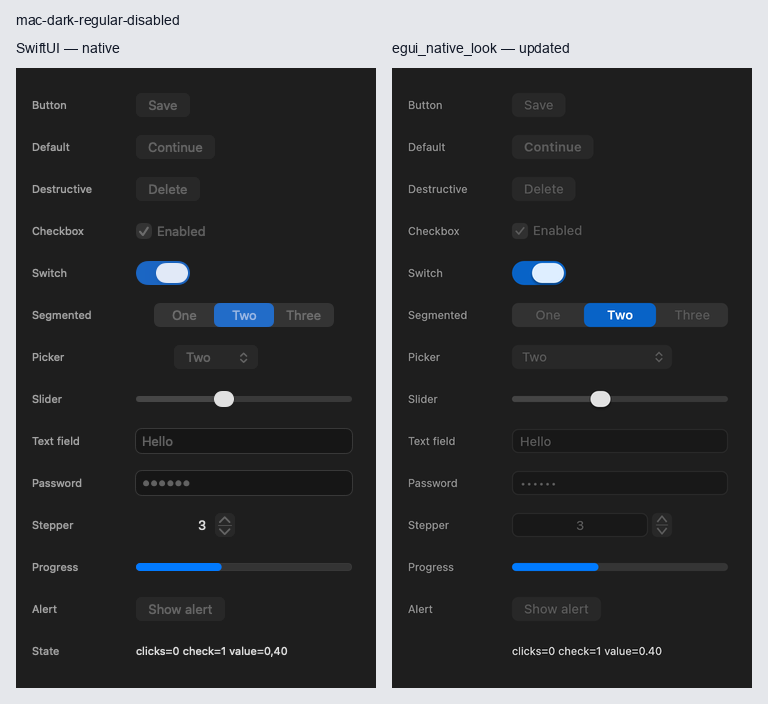 mac-dark-regular-disabled
SwiftUI — native
Button Save
Default Continue
Destructive Delete
Checkbox Enabled
Switch
Segmented One Two Three
Picker Two
Slider
Text field Hello
Password ●●●●●●
Stepper 3
Progress
Alert Show alert
State clicks=0 check=1 value=0,40
egui_native_look — updated
Button Save
Default Continue
Destructive Delete
Checkbox Enabled
Switch
Segmented One Two Three
Picker Two
Slider
Text field Hello
Password ••••••
Stepper 3
Progress
Alert Show alert
clicks=0 check=1 value=0.40